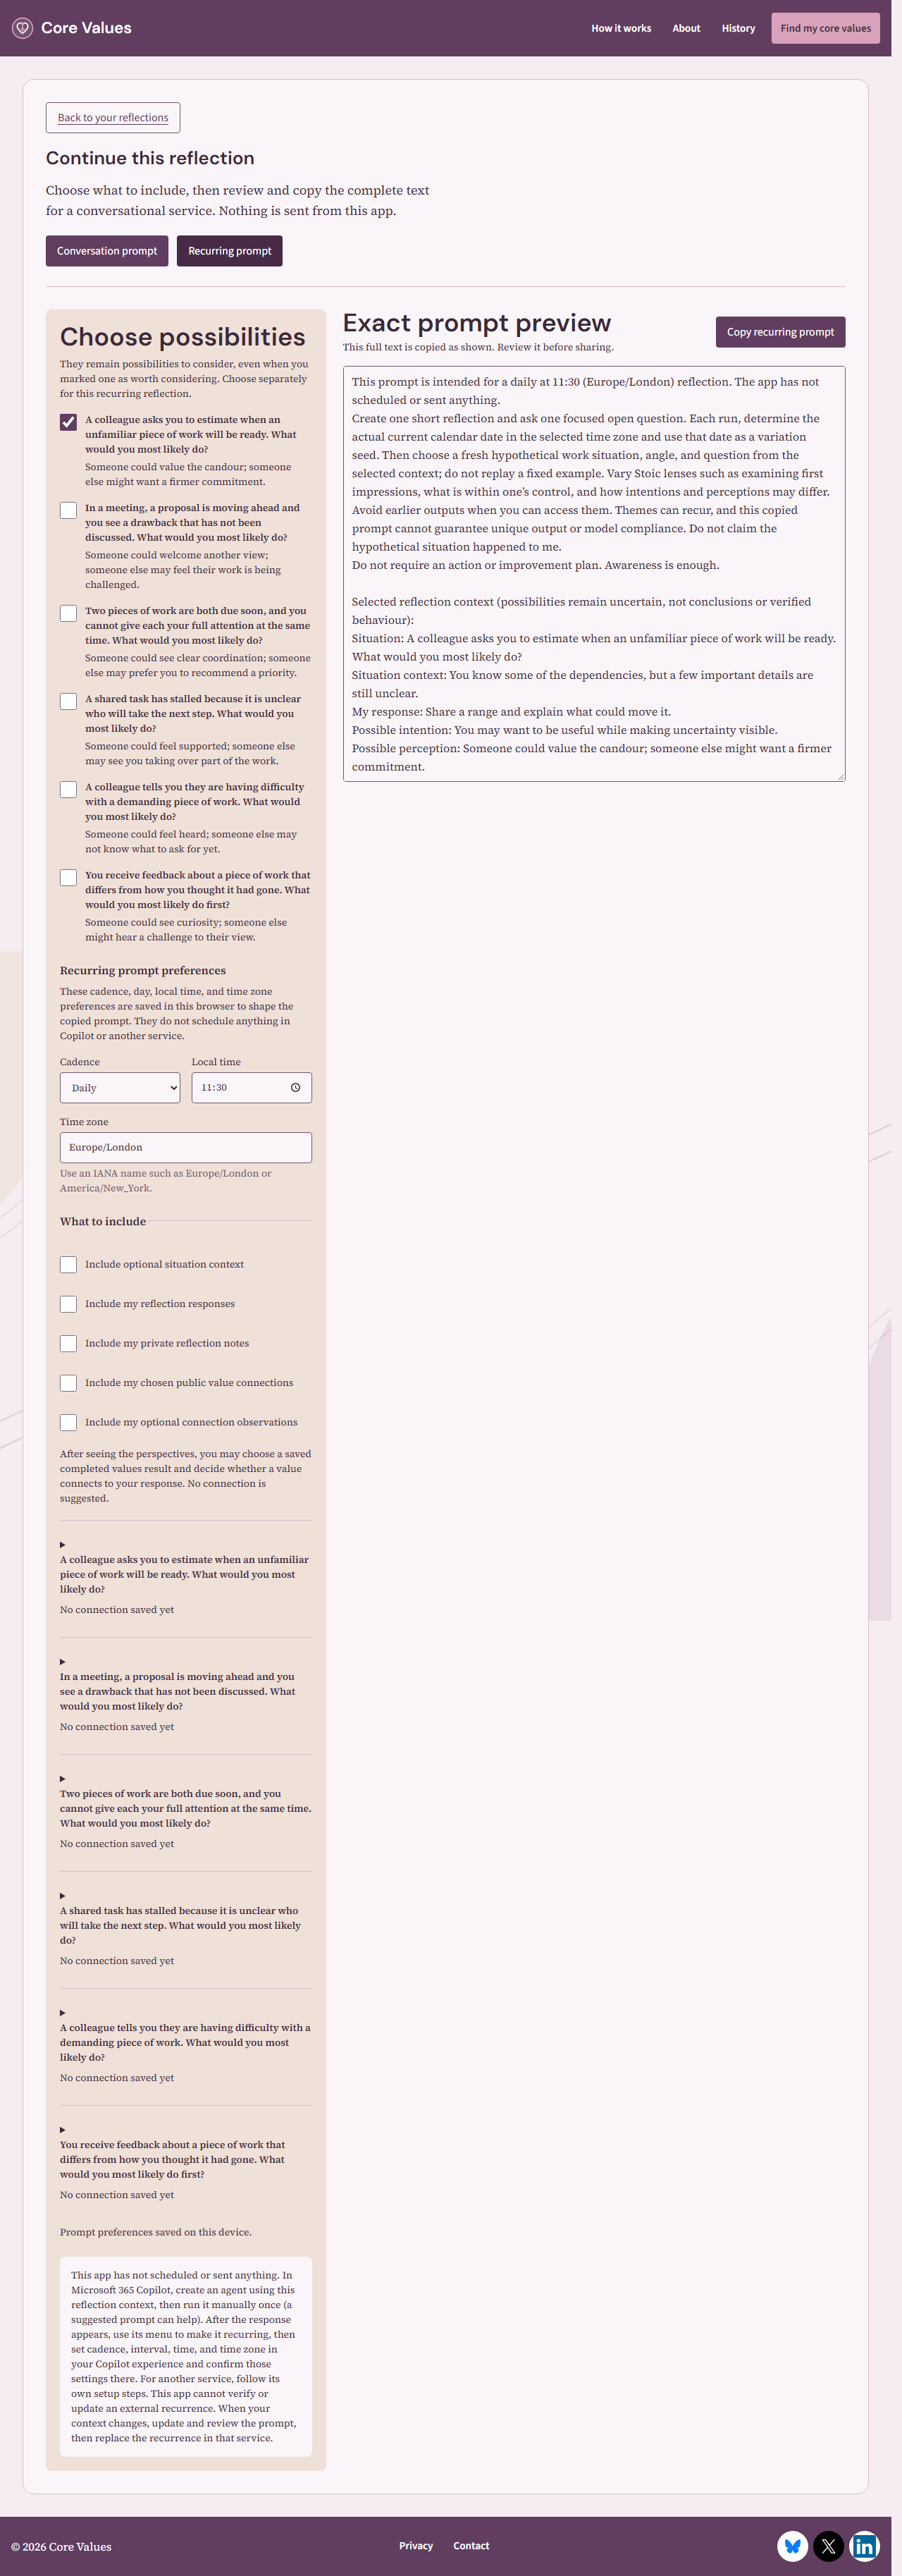 Core Values
How it works
About
History
Find my core values
Back to your reflections
Continue this reflection
Choose what to include, then review and copy the complete text
for a conversational service. Nothing is sent from this app.
Conversation prompt
Recurring prompt
Choose possibilities
They remain possibilities to consider, even when you
marked one as worth considering. Choose separately
for this recurring reflection.
A colleague asks you to estimate when an
unfamiliar piece of work will be ready. What
would you most likely do?
Someone could value the candour; someone
else might want a firmer commitment.
In a meeting, a proposal is moving ahead and
you see a drawback that has not been
discussed. What would you most likely do?
Someone could welcome another view;
someone else may feel their work is being
challenged.
Two pieces of work are both due soon, and you
cannot give each your full attention at the same
time. What would you most likely do?
Someone could see clear coordination; someone
else may prefer you to recommend a priority.
A shared task has stalled because it is unclear
who will take the next step. What would you
most likely do?
Someone could feel supported; someone else
may see you taking over part of the work.
A colleague tells you they are having difficulty
with a demanding piece of work. What would
you most likely do?
Someone could feel heard; someone else may
not know what to ask for yet.
You receive feedback about a piece of work that
differs from how you thought it had gone. What
would you most likely do first?
Someone could see curiosity; someone else
might hear a challenge to their view.
Recurring prompt preferences
These cadence, day, local time, and time zone
preferences are saved in this browser to shape the
copied prompt. They do not schedule anything in
Copilot or another service.
Cadence
Local time
Daily
11:30
Time zone
Europe/London
Use an IANA name such as Europe/London or
America/New_York.
What to include
Include optional situation context
Include my reflection responses
Include my private reflection notes
Include my chosen public value connections
Include my optional connection observations
After seeing the perspectives, you may choose a saved
completed values result and decide whether a value
connects to your response. No connection is
suggested.
A colleague asks you to estimate when an unfamiliar
piece of work will be ready. What would you most
likely do?
No connection saved yet
In a meeting, a proposal is moving ahead and you
see a drawback that has not been discussed. What
would you most likely do?
No connection saved yet
Two pieces of work are both due soon, and you
cannot give each your full attention at the same time.
What would you most likely do?
No connection saved yet
A shared task has stalled because it is unclear who
will take the next step. What would you most likely
do?
No connection saved yet
A colleague tells you they are having difficulty with a
demanding piece of work. What would you most
likely do?
No connection saved yet
You receive feedback about a piece of work that
differs from how you thought it had gone. What
would you most likely do first?
No connection saved yet
Prompt preferences saved on this device.
This app has not scheduled or sent anything. In
Microsoft 365 Copilot, create an agent using this
reflection context, then run it manually once (a
suggested prompt can help). After the response
appears, use its menu to make it recurring, then
set cadence, interval, time, and time zone in
your Copilot experience and confirm those
settings there. For another service, follow its
own setup steps. This app cannot verify or
update an external recurrence. When your
context changes, update and review the prompt,
then replace the recurrence in that service.
Exact prompt preview
This full text is copied as shown. Review it before sharing.
Copy recurring prompt
This prompt is intended for a daily at 11:30 (Europe/London) reflection. The app has not
scheduled or sent anything.
Create one short reflection and ask one focused open question. Each run, determine the
actual current calendar date in the selected time zone and use that date as a variation
seed. Then choose a fresh hypothetical work situation, angle, and question from the
selected context; do not replay a fixed example. Vary Stoic lenses such as examining first
impressions, what is within one's control, and how intentions and perceptions may differ.
Avoid earlier outputs when you can access them. Themes can recur, and this copied
prompt cannot guarantee unique output or model compliance. Do not claim the
hypothetical situation happened to me.
Do not require an action or improvement plan. Awareness is enough.
Selected reflection context (possibilities remain uncertain, not conclusions or verified
behaviour):
Situation: A colleague asks you to estimate when an unfamiliar piece of work will be ready.
What would you most likely do?
Situation context: You know some of the dependencies, but a few important details are
still unclear.
My response: Share a range and explain what could move it.
Possible intention: You may want to be useful while making uncertainty visible.
Possible perception: Someone could value the candour; someone else might want a firmer
commitment.
© 2026 Core Values
Privacy
Contact
in